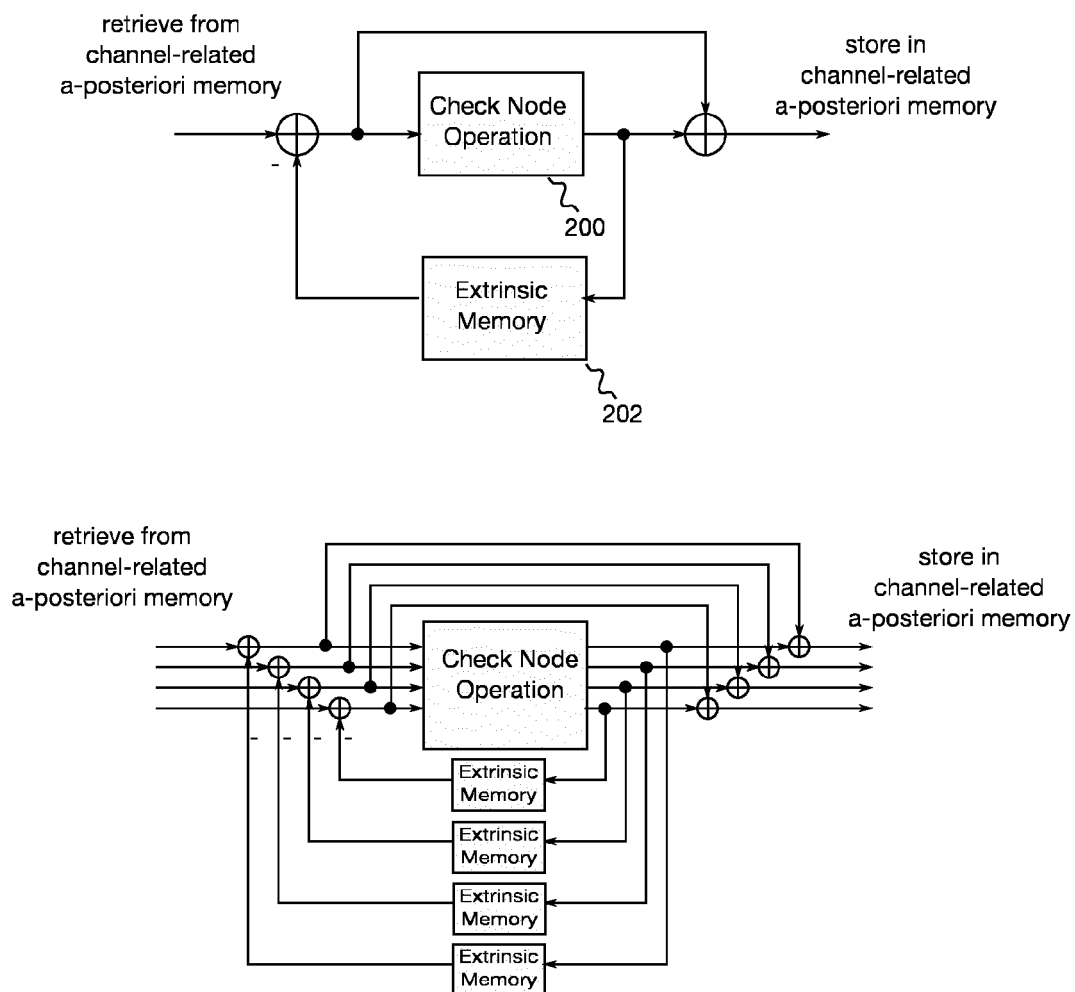 retrieve from
channel-related
a-posteriori memory
store in
channel-related
a-posteriori memory
Check Node
Operation
-
200
Extrinsic
Memory
202
retrieve from
channel-related
a-posteriori memory
store in
channel-related
a-posteriori memory
Check Node
Operation
- - - -
Extrinsic
Memory
Extrinsic
Memory
Extrinsic
Memory
Extrinsic
Memory